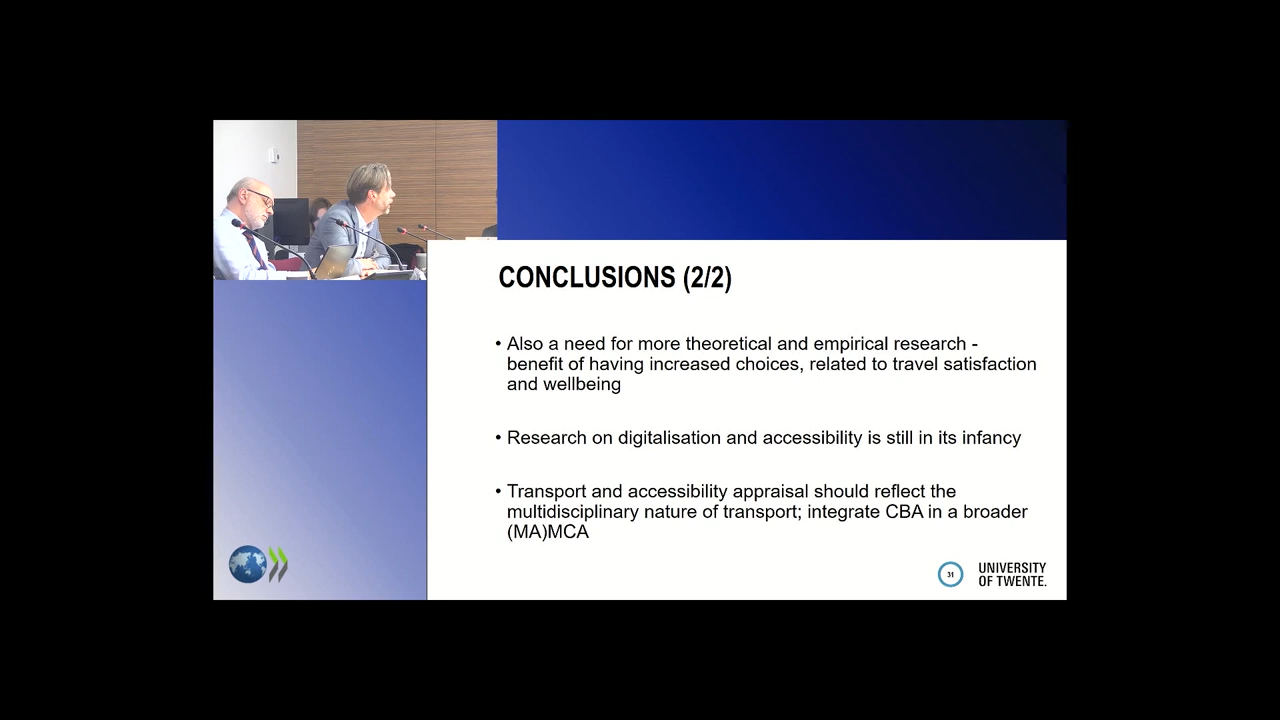 CONCLUSIONS (2/2)
• Also a need for more theoretical and empirical research -
benefit of having increased choices, related to travel satisfaction
and wellbeing
• Research on digitalisation and accessibility is still in its infancy
• Transport and accessibility appraisal should reflect the
multidisciplinary nature of transport; integrate CBA in a broader
(MA)MCA
31
UNIVERSITY
OF TWENTE.